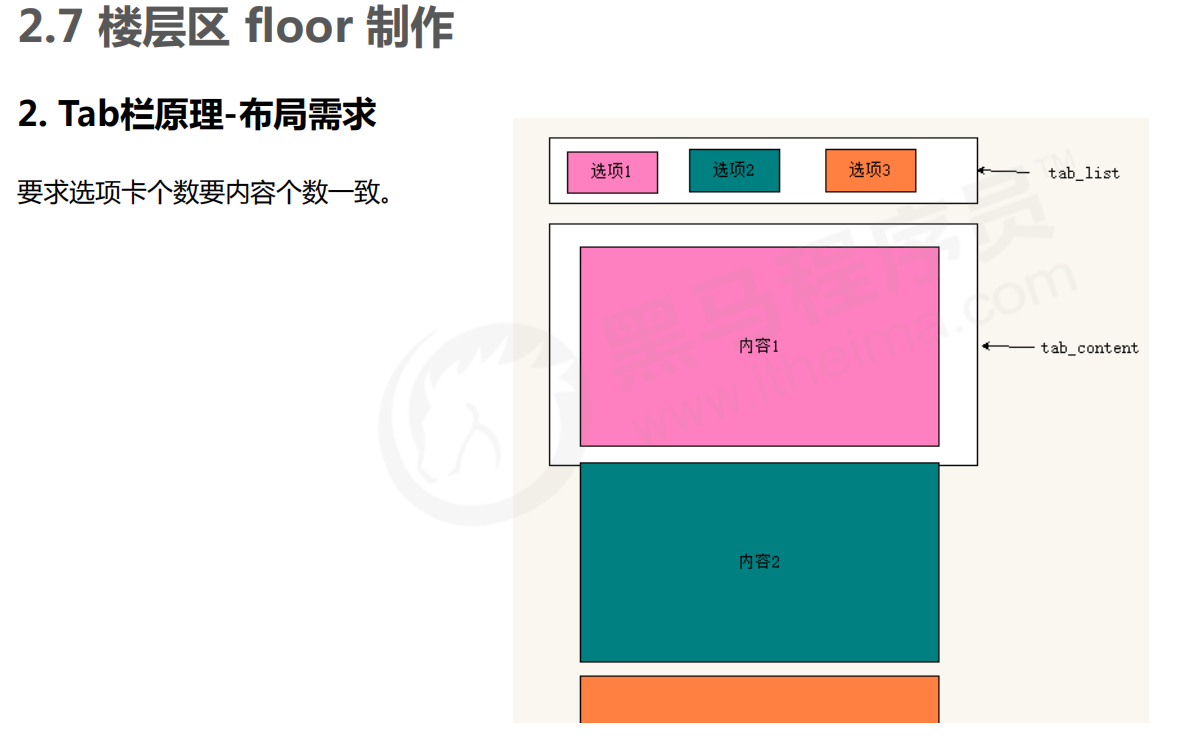 2.7 楼层区 floor 制作
2. Tab栏原理-布局需求
要求选项卡个数要内容个数一致。
选项1 选项2 选项3
tab_list
内容1
tab_content
内容2
黑马程序员™
www.itheima.com